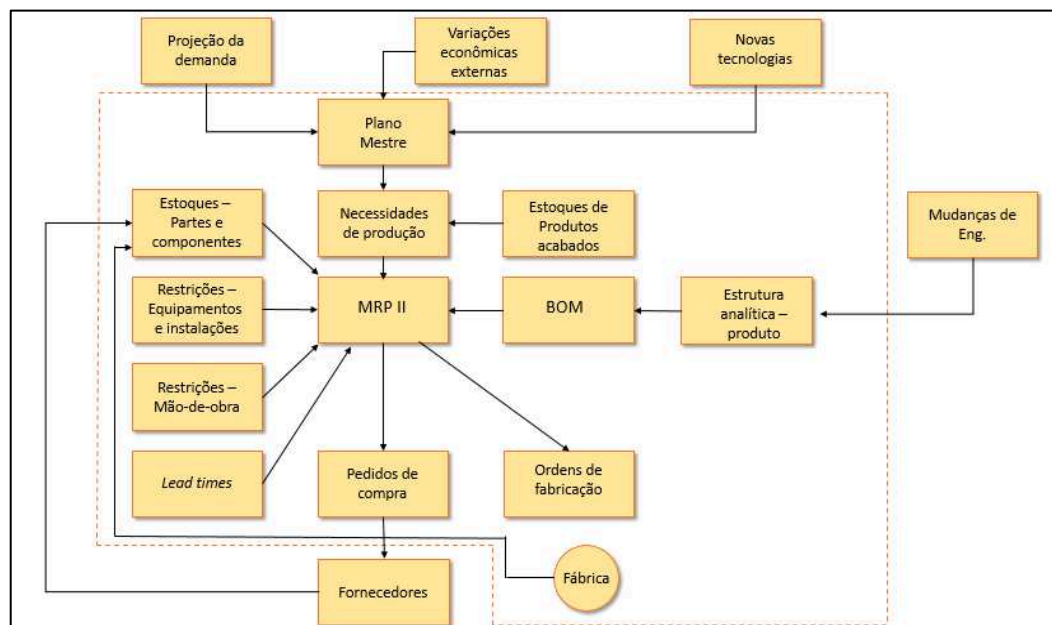 Projeção da
demanda
Variações
econômicas
externas
Novas
tecnologias
Plano
Mestre
Estoques –
Partes e
componentes
Necessidades
de produção
Estoques de
Produtos
acabados
Mudanças de
Eng.
Restrições –
Equipamentos
e instalações
MRP II
BOM
Estrutura
analítica –
produto
Restrições –
Mão-de-obra
Lead times
Pedidos de
compra
Ordens de
fabricação
Fornecedores
Fábrica